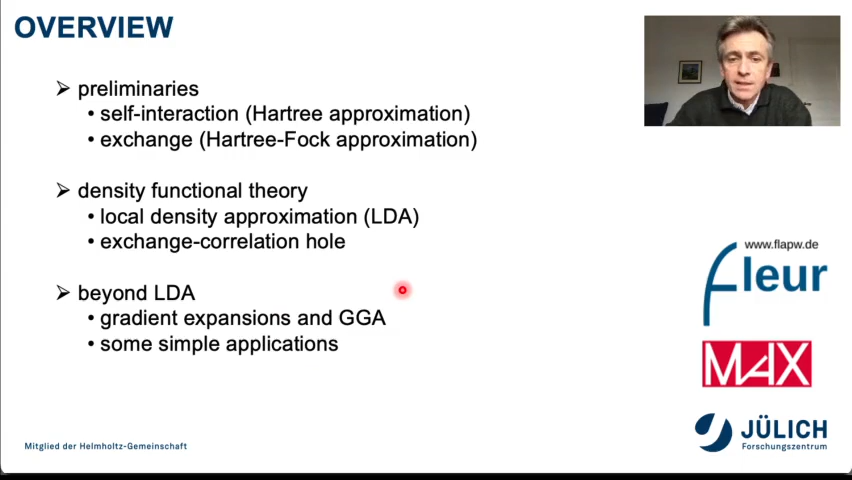 OVERVIEW
➢ preliminaries
• self-interaction (Hartree approximation)
• exchange (Hartree-Fock approximation)
➢ density functional theory
• local density approximation (LDA)
• exchange-correlation hole
➢ beyond LDA
• gradient expansions and GGA
• some simple applications
www.flapw.de
fleur
MAX
JÜLICH
Forschungszentrum
Mitglied der Helmholtz-Gemeinschaft